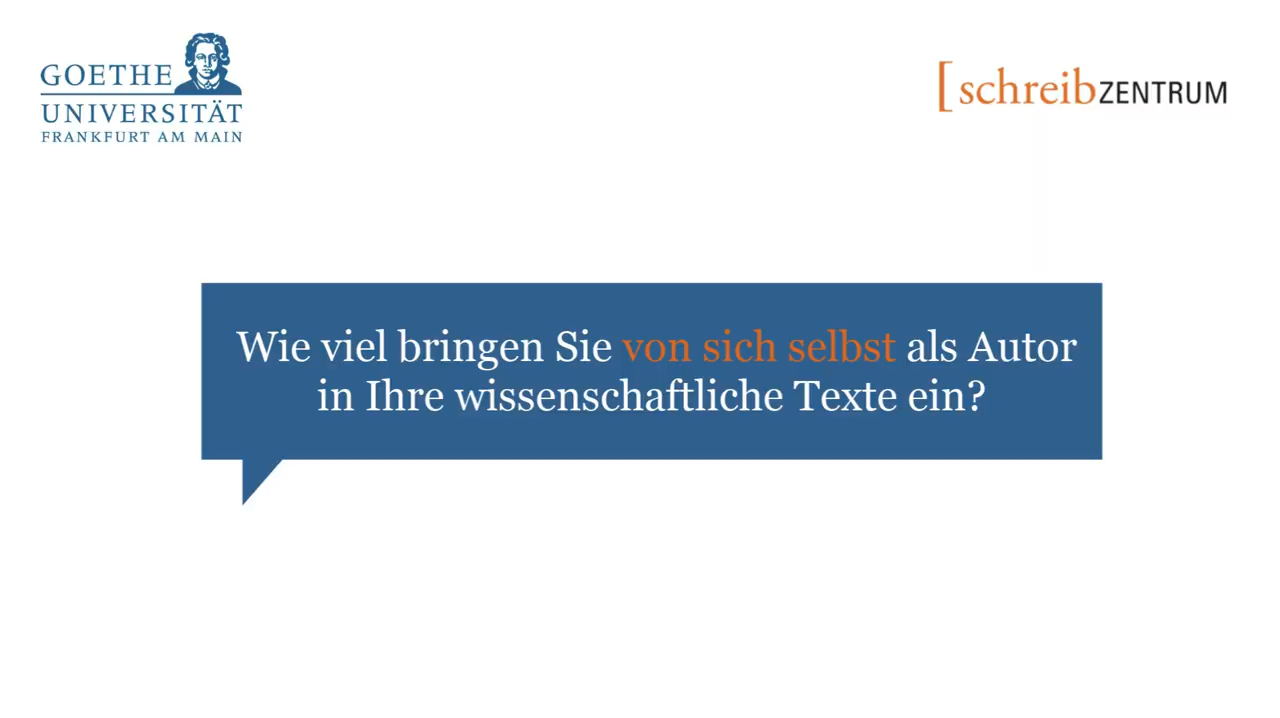 GOETHE
UNIVERSITÄT
FRANKFURT AM MAIN
[schreibZENTRUM
Wie viel bringen Sie von sich selbst als Autor
in Ihre wissenschaftliche Texte ein?